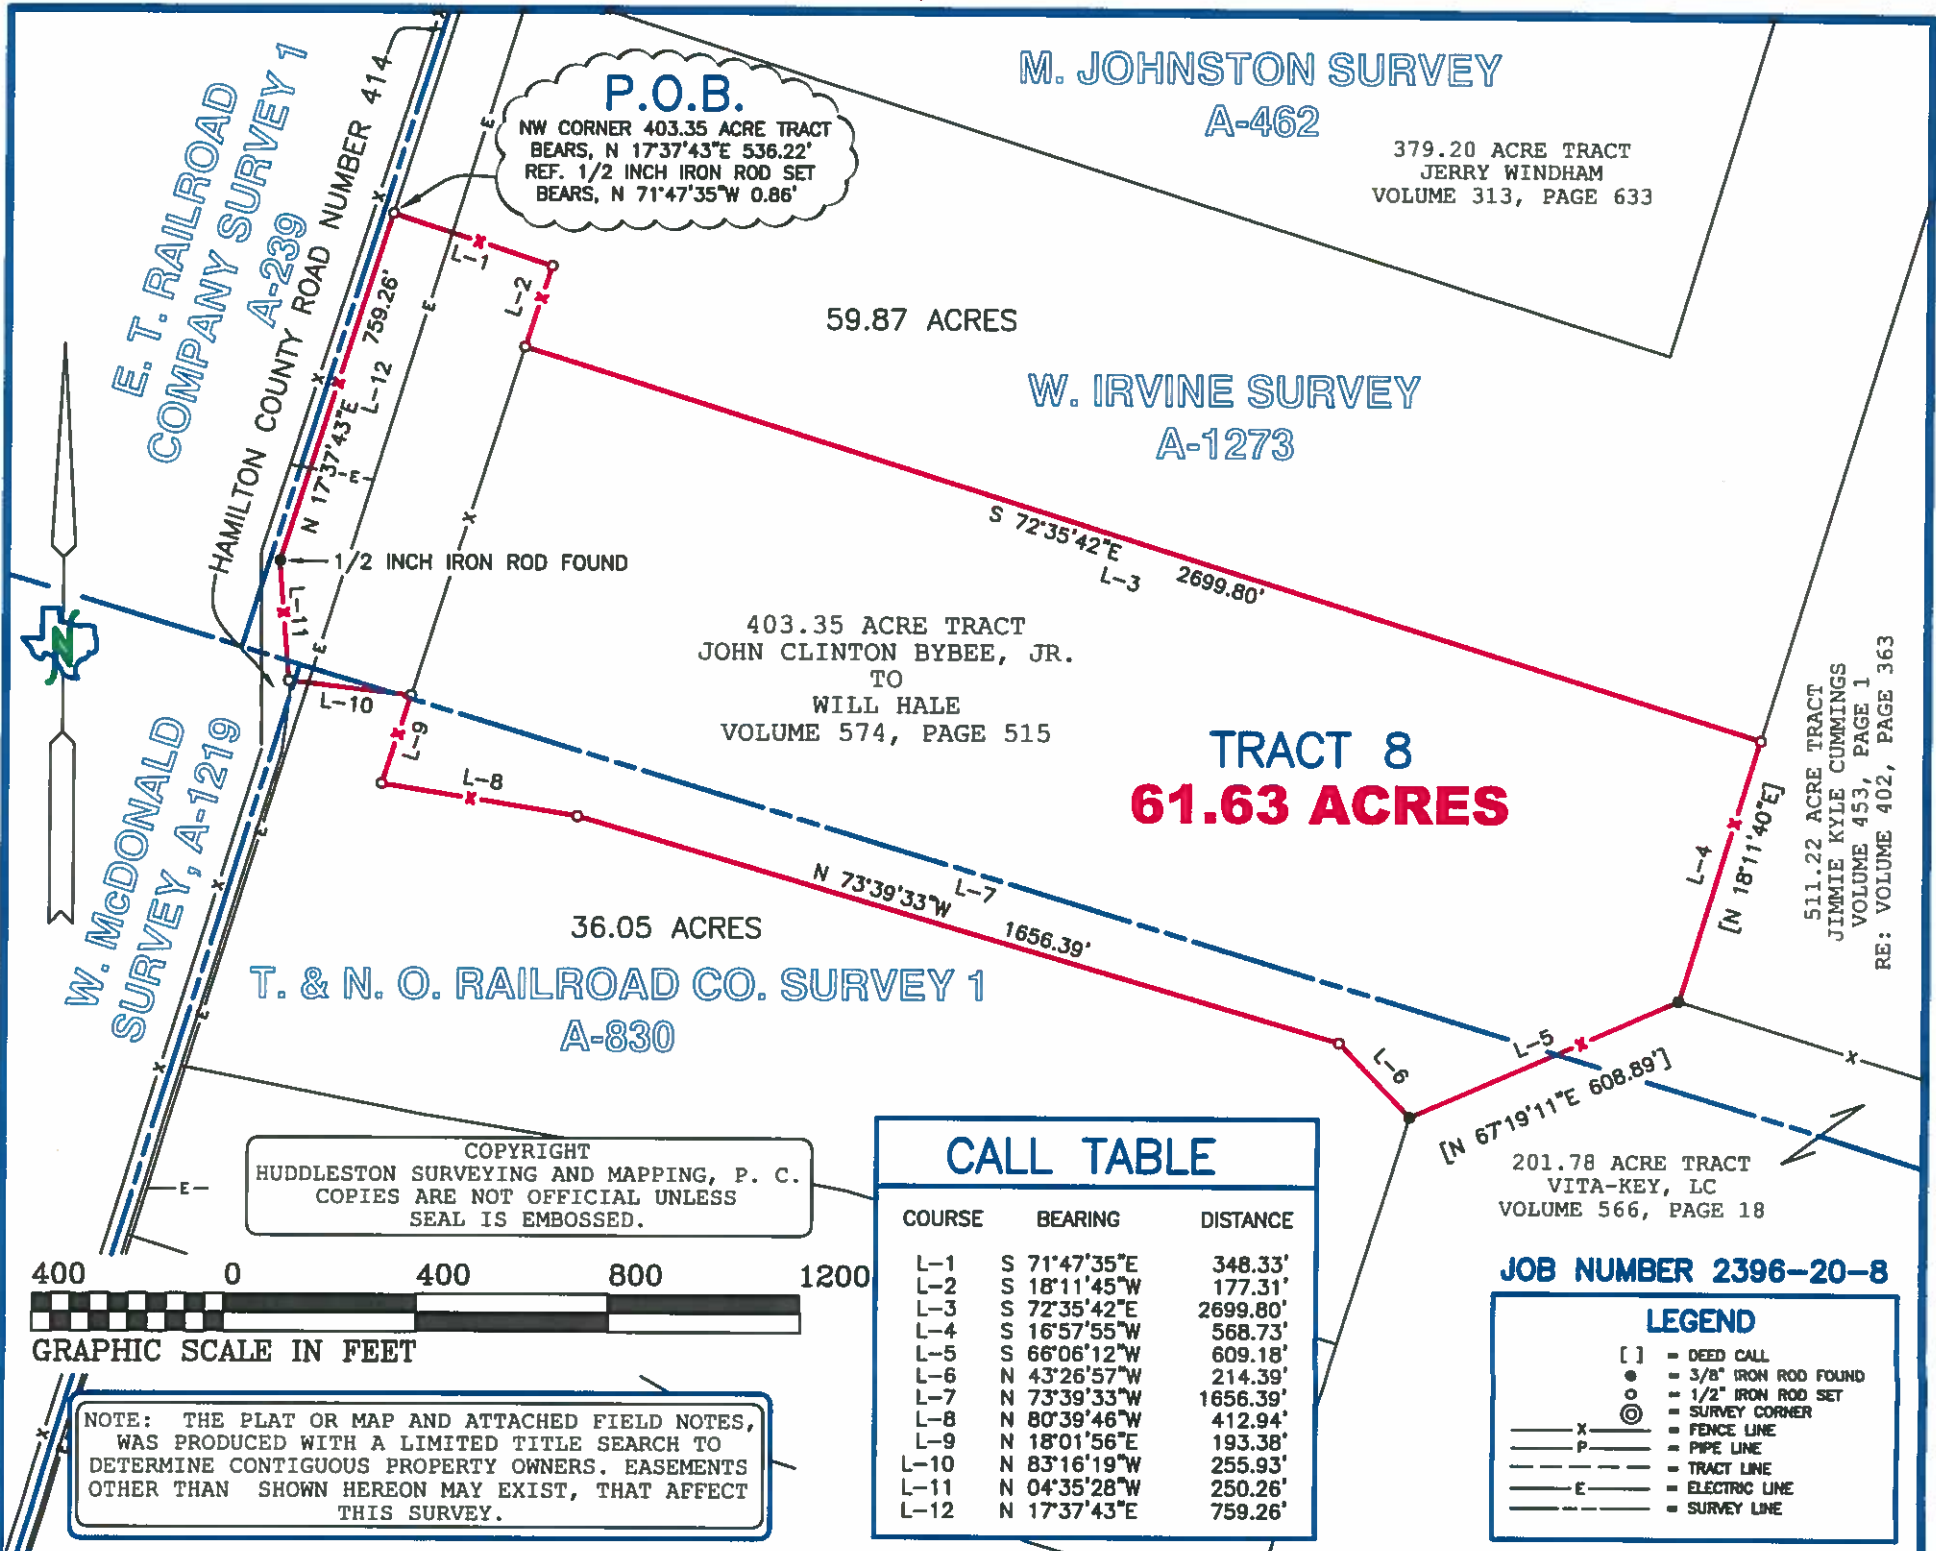 M. JOHNSTON SURVEY
A-462
379.20 ACRE TRACT
JERRY WINDHAM
VOLUME 313, PAGE 633
P.O.B.
NW CORNER 403.35 ACRE TRACT
BEARS, N 17°37'43"E 536.22'
REF. 1/2 INCH IRON ROD SET
BEARS, N 71°47'35"W 0.86'
E. T. RAILROAD
COMPANY SURVEY 1
A-239
HAMILTON COUNTY ROAD NUMBER 414
L-1
L-2
59.87 ACRES
W. IRVINE SURVEY
A-1273
N 17°37'43"E 759.26'
L-12
S 72°35'42"E 2699.80'
L-3
1/2 INCH IRON ROD FOUND
L-11
L-10
L-9
L-8
403.35 ACRE TRACT
JOHN CLINTON BYBEE, JR.
TO
WILL HALE
VOLUME 574, PAGE 515
TRACT 8
61.63 ACRES
L-4
[N 18°11'40"E]
511.22 ACRE TRACT
JIMMIE KYLE CUMMINGS
VOLUME 453, PAGE 1
RE: VOLUME 402, PAGE 363
N
W. McDONALD
SURVEY, A-1219
N 73°39'33"W 1656.39'
L-7
36.05 ACRES
T. & N. O. RAILROAD CO. SURVEY 1
A-830
L-6
L-5
[N 67°19'11"E 608.89']
201.78 ACRE TRACT
VITA-KEY, LC
VOLUME 566, PAGE 18
COPYRIGHT
HUDDLESTON SURVEYING AND MAPPING, P. C.
COPIES ARE NOT OFFICIAL UNLESS
SEAL IS EMBOSSED.
400 0 400 800 1200
GRAPHIC SCALE IN FEET
NOTE: THE PLAT OR MAP AND ATTACHED FIELD NOTES,
WAS PRODUCED WITH A LIMITED TITLE SEARCH TO
DETERMINE CONTIGUOUS PROPERTY OWNERS. EASEMENTS
OTHER THAN SHOWN HEREON MAY EXIST, THAT AFFECT
THIS SURVEY.
CALL TABLE
COURSE BEARING DISTANCE
L-1 S 71°47'35"E 348.33'
L-2 S 18°11'45"W 177.31'
L-3 S 72°35'42"E 2699.80'
L-4 S 16°57'55"W 568.73'
L-5 S 66°06'12"W 609.18'
L-6 N 43°26'57"W 214.39'
L-7 N 73°39'33"W 1656.39'
L-8 N 80°39'46"W 412.94'
L-9 N 18°01'56"E 193.38'
L-10 N 83°16'19"W 255.93'
L-11 N 04°35'28"W 250.26'
L-12 N 17°37'43"E 759.26'
JOB NUMBER 2396-20-8
LEGEND
[ ] = DEED CALL
● = 3/8" IRON ROD FOUND
○ = 1/2" IRON ROD SET
◎ = SURVEY CORNER
X = FENCE LINE
P = PIPE LINE
= TRACT LINE
E = ELECTRIC LINE
= SURVEY LINE